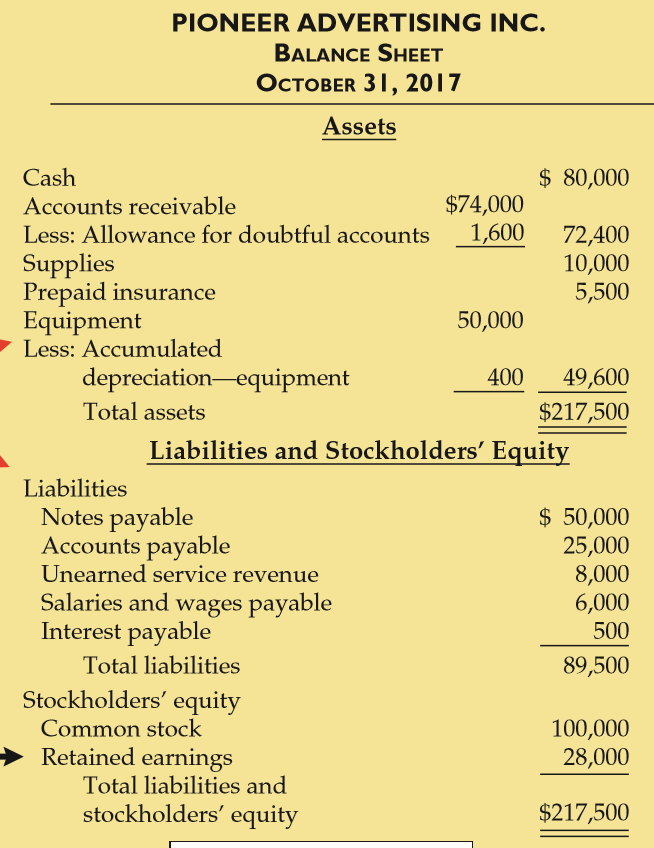 PIONEER ADVERTISING INC.
BALANCE SHEET
OCTOBER 31, 2017
Assets
Cash $ 80,000
Accounts receivable $74,000
Less: Allowance for doubtful accounts 1,600 72,400
Supplies 10,000
Prepaid insurance 5,500
Equipment 50,000
Less: Accumulated
depreciation—equipment 400 49,600
Total assets $217,500
Liabilities and Stockholders’ Equity
Liabilities
Notes payable $ 50,000
Accounts payable 25,000
Unearned service revenue 8,000
Salaries and wages payable 6,000
Interest payable 500
Total liabilities 89,500
Stockholders’ equity
Common stock 100,000
Retained earnings 28,000
Total liabilities and
stockholders’ equity $217,500